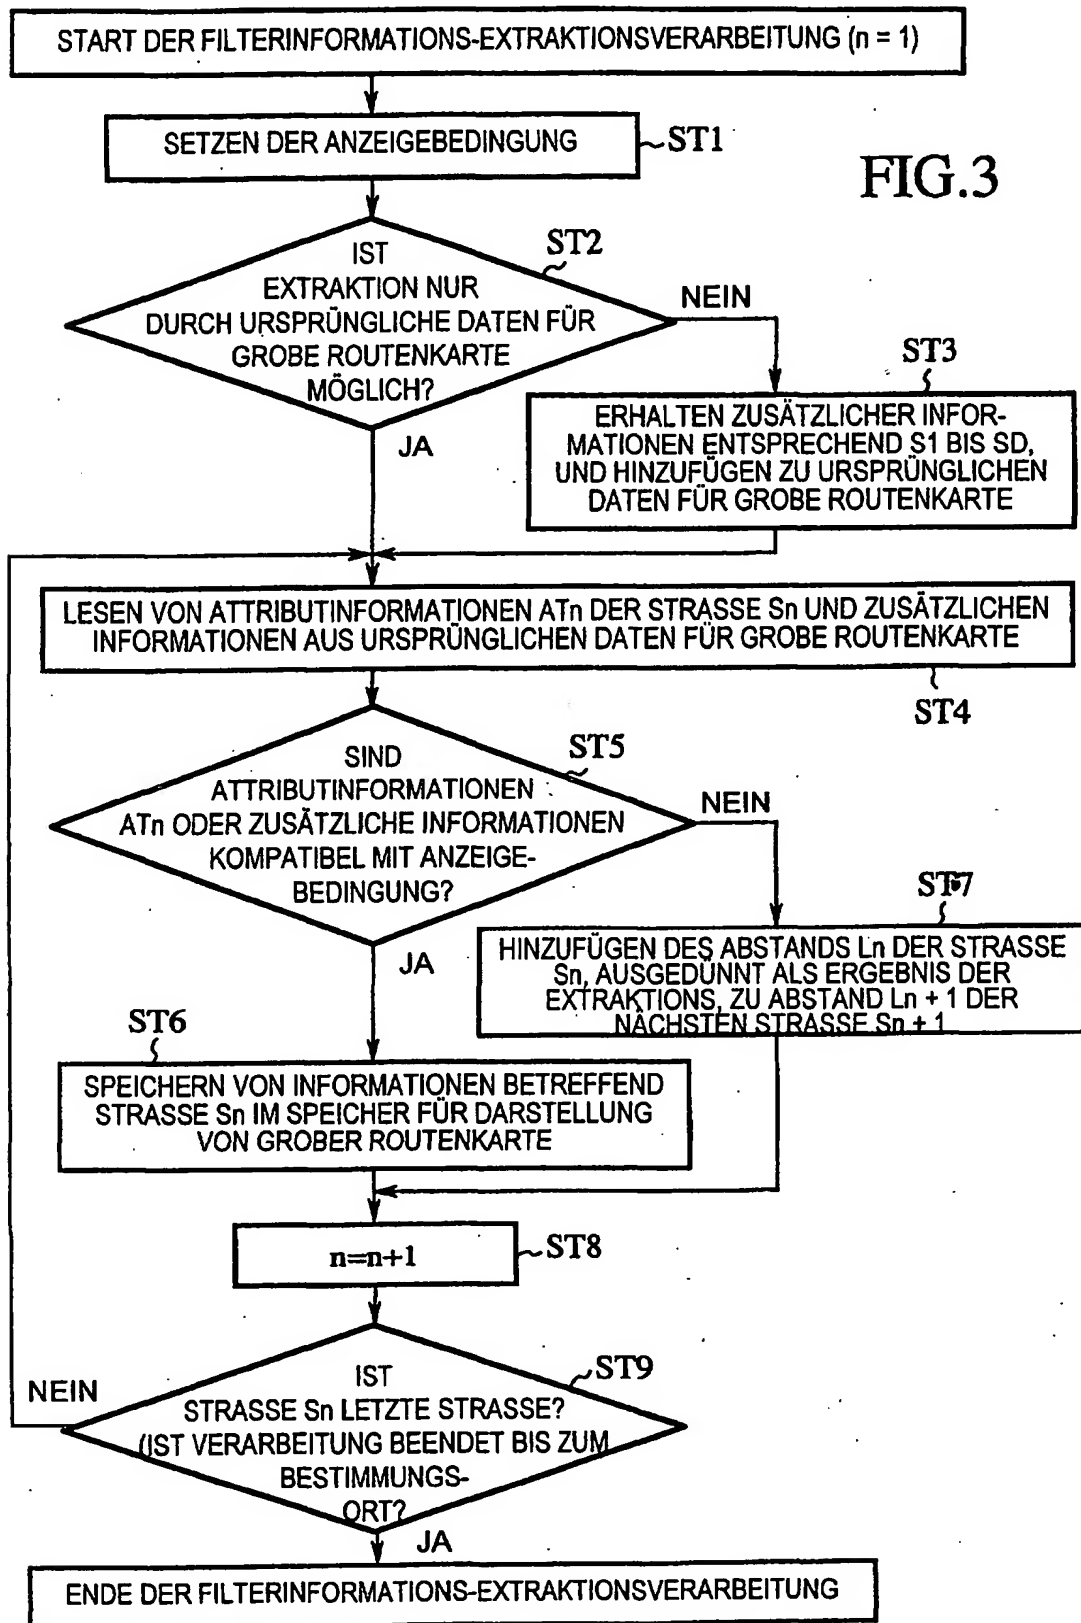 START DER FILTERINFORMATIONS-EXTRAKTIONSVERARBEITUNG (n = 1)
SETZEN DER ANZEIGEBEDINGUNG
ST1
FIG.3
IST
EXTRAKTION NUR
DURCH URSPRÜNGLICHE DATEN FÜR
GROBE ROUTENKARTE
MÖGLICH?
ST2
NEIN
JA
ST3
ERHALTEN ZUSÄTZLICHER INFOR-
MATIONEN ENTSPRECHEND S1 BIS SD,
UND HINZUFÜGEN ZU URSPRÜNGLICHEN
DATEN FÜR GROBE ROUTENKARTE
LESEN VON ATTRIBUTINFORMATIONEN ATn DER STRASSE Sn UND ZUSÄTZLICHEN
INFORMATIONEN AUS URSPRÜNGLICHEN DATEN FÜR GROBE ROUTENKARTE
ST4
SIND
ATTRIBUTINFORMATIONEN
ATn ODER ZUSÄTZLICHE INFORMATIONEN
KOMPATIBEL MIT ANZEIGE-
BEDINGUNG?
ST5
NEIN
JA
ST7
HINZUFÜGEN DES ABSTANDS Ln DER STRASSE
Sn, AUSGEDÜNNT ALS ERGEBNIS DER
EXTRAKTIONS, ZU ABSTAND Ln + 1 DER
NÄCHSTEN STRASSE Sn + 1
ST6
SPEICHERN VON INFORMATIONEN BETREFFEND
STRASSE Sn IM SPEICHER FÜR DARSTELLUNG
VON GROBER ROUTENKARTE
n=n+1
ST8
IST
STRASSE Sn LETZTE STRASSE?
(IST VERARBEITUNG BEENDET BIS ZUM
BESTIMMUNGS-
ORT?
ST9
NEIN
JA
ENDE DER FILTERINFORMATIONS-EXTRAKTIONSVERARBEITUNG